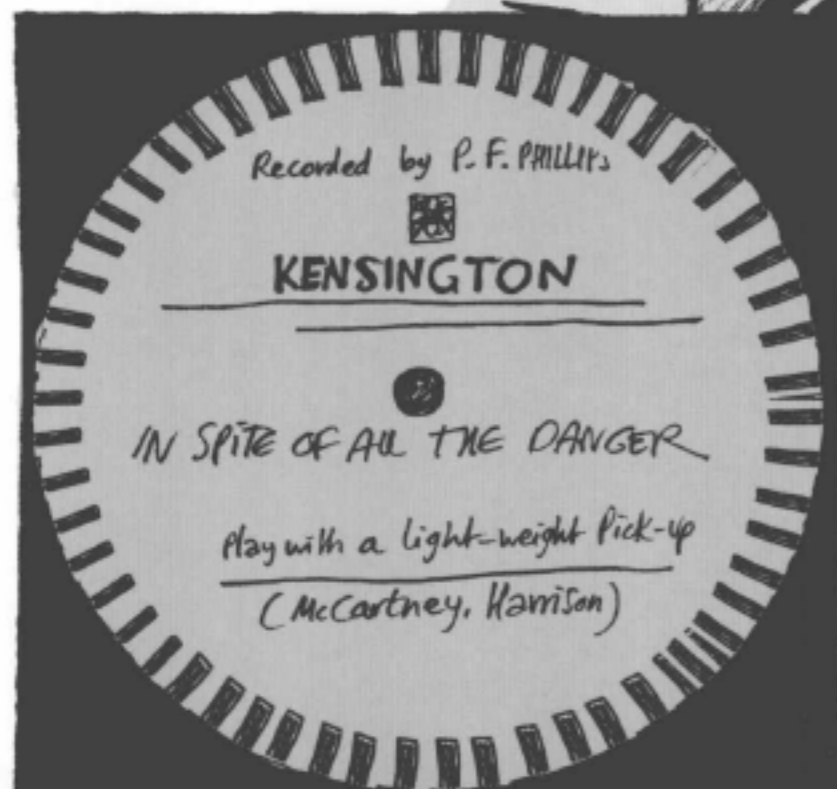 Recorded by P. F. PHILLIPS
KENSINGTON
IN SPITE OF ALL THE DANGER
Play with a light-weight Pick-up
(McCartney, Harrison)